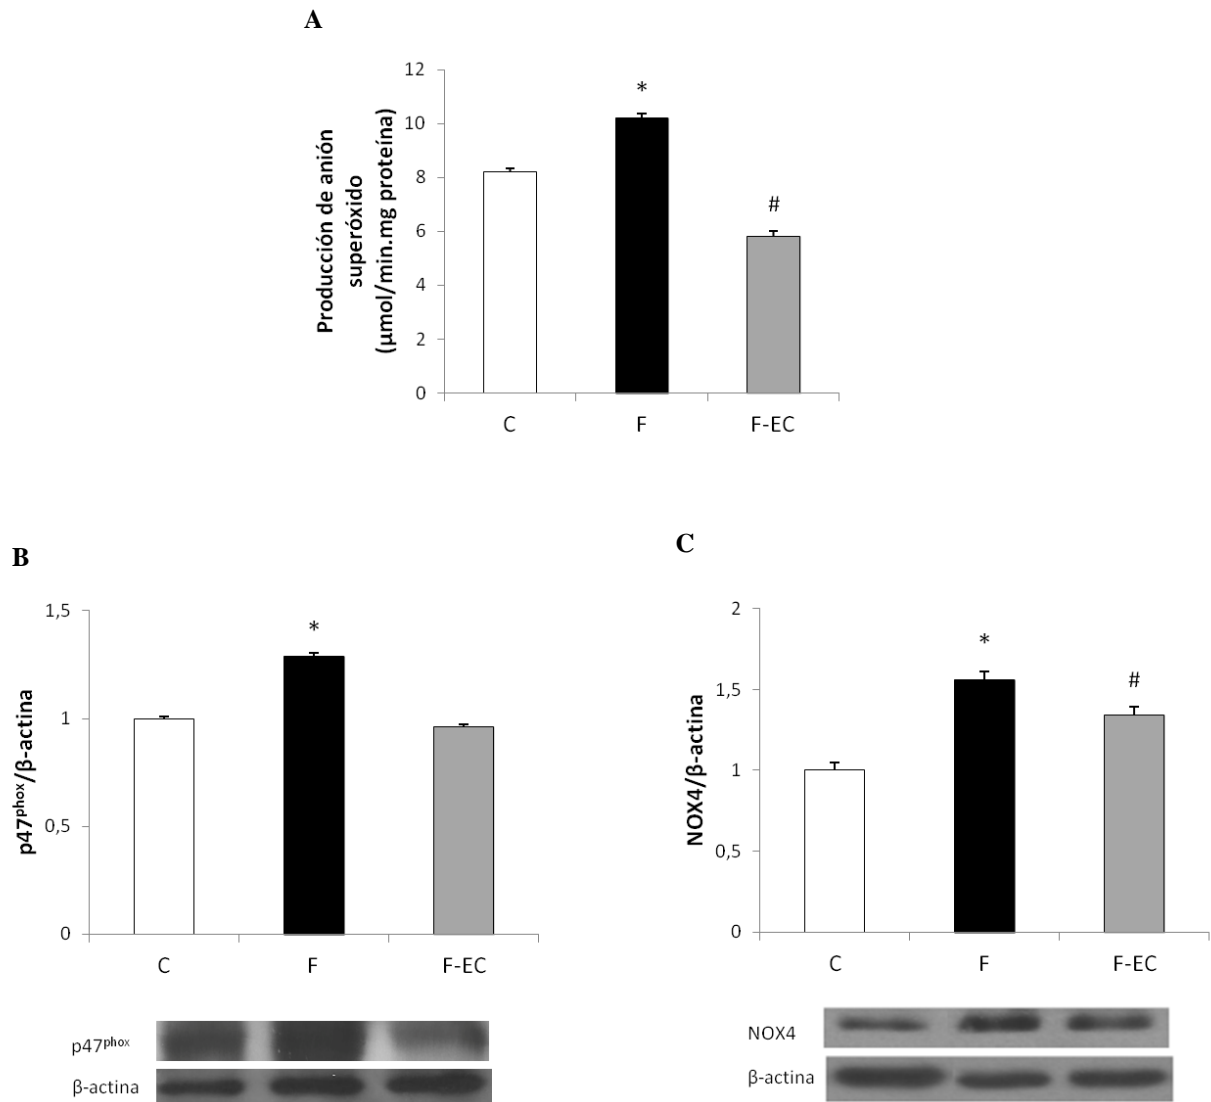 A
12
10
8
6
4
2
0
Producción de anión
superóxido
(µmol/min.mg proteína)
*
#
C F F-EC
B
1,5
1
0,5
0
p47phox/β-actina
*
C F F-EC
p47phox
β-actina
C
2
1,5
1
0,5
0
NOX4/β-actina
*
#
C F F-EC
NOX4
β-actina